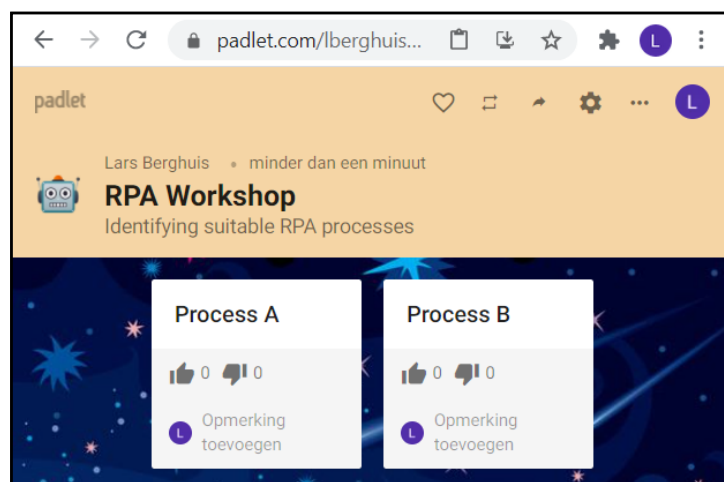 padlet.com/lberghuis...
L
padlet
L
Lars Berghuis • minder dan een minuut
RPA Workshop
Identifying suitable RPA processes
Process A
Process B
0 0
0 0
L Opmerking
toevoegen
L Opmerking
toevoegen